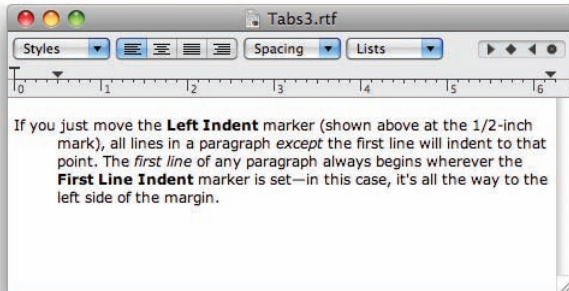 Tabs3.rtf
Styles Spacing Lists
0 1 2 3 4 5 6
If you just move the Left Indent marker (shown above at the 1/2-inch
mark), all lines in a paragraph except the first line will indent to that
point. The first line of any paragraph always begins wherever the
First Line Indent marker is set—in this case, it's all the way to the
left side of the margin.